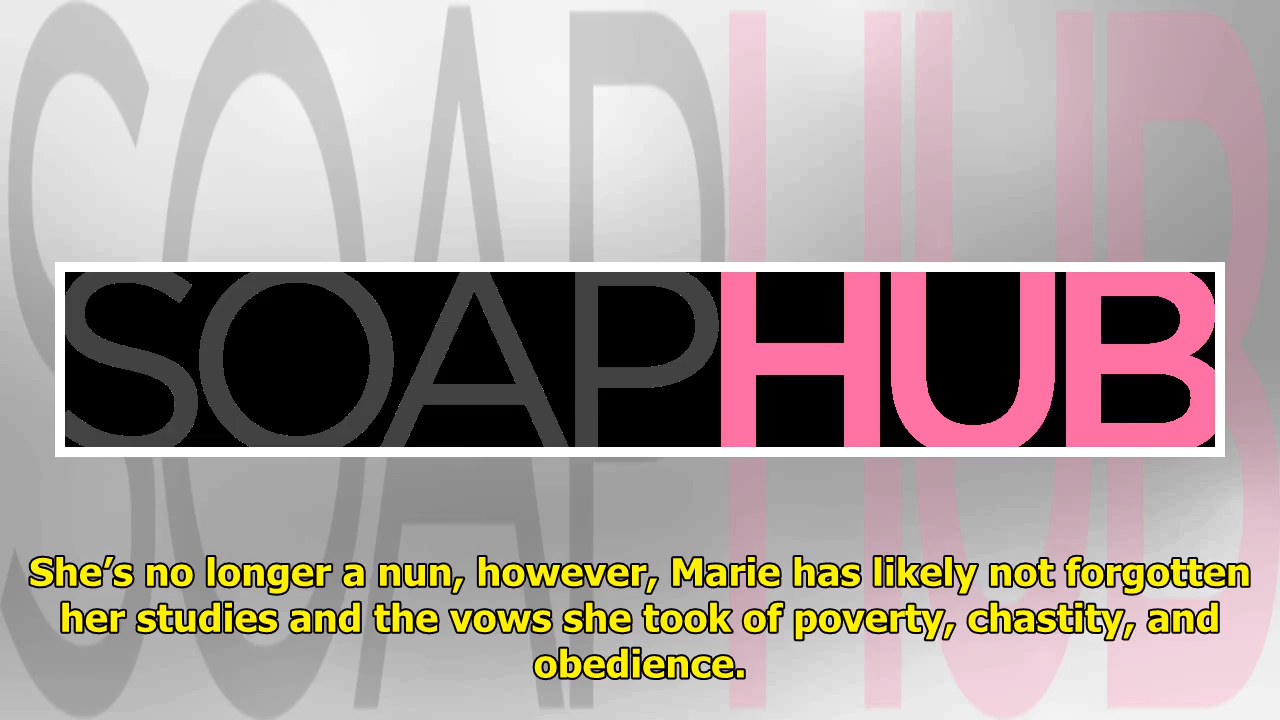 SOAPHUB
SOAPHUB
She’s no longer a nun, however, Marie has likely not forgotten
her studies and the vows she took of poverty, chastity, and
obedience.